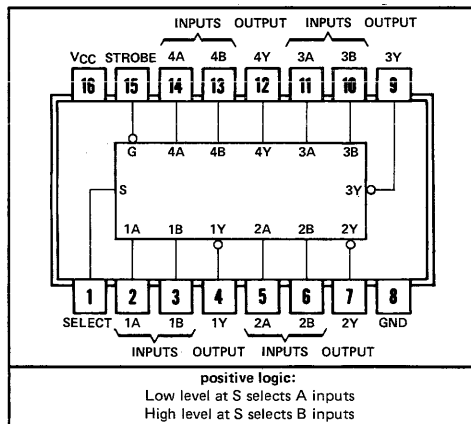 INPUTS OUTPUT INPUTS OUTPUT
VCC STROBE 4A 4B 4Y 3A 3B 3Y
16 15 14 13 12 11 10 9
G 4A 4B 4Y 3A 3B
S 3Y
1A 1B 1Y 2A 2B 2Y
1 2 3 4 5 6 7 8
SELECT 1A 1B 1Y 2A 2B 2Y GND
INPUTS OUTPUT INPUTS OUTPUT
positive logic:
Low level at S selects A inputs
High level at S selects B inputs